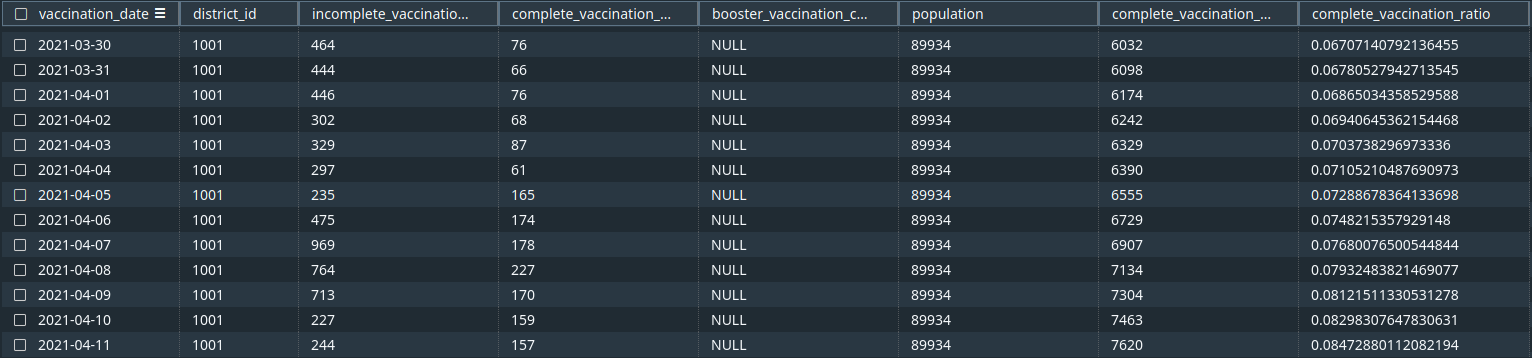 vaccination_date district_id incomplete_vaccinatio... complete_vaccination_... booster_vaccination_c... population complete_vaccination_... complete_vaccination_ratio
2021-03-30 1001 464 76 NULL 89934 6032 0.06707140792136455
2021-03-31 1001 444 66 NULL 89934 6098 0.06780527942713545
2021-04-01 1001 446 76 NULL 89934 6174 0.06865034358529588
2021-04-02 1001 302 68 NULL 89934 6242 0.06940645362154468
2021-04-03 1001 329 87 NULL 89934 6329 0.0703738296973336
2021-04-04 1001 297 61 NULL 89934 6390 0.07105210487690973
2021-04-05 1001 235 165 NULL 89934 6555 0.07288678364133698
2021-04-06 1001 475 174 NULL 89934 6729 0.0748215357929148
2021-04-07 1001 969 178 NULL 89934 6907 0.07680076500544844
2021-04-08 1001 764 227 NULL 89934 7134 0.07932483821469077
2021-04-09 1001 713 170 NULL 89934 7304 0.08121511330531278
2021-04-10 1001 227 159 NULL 89934 7463 0.08298307647830631
2021-04-11 1001 244 157 NULL 89934 7620 0.08472880112082194